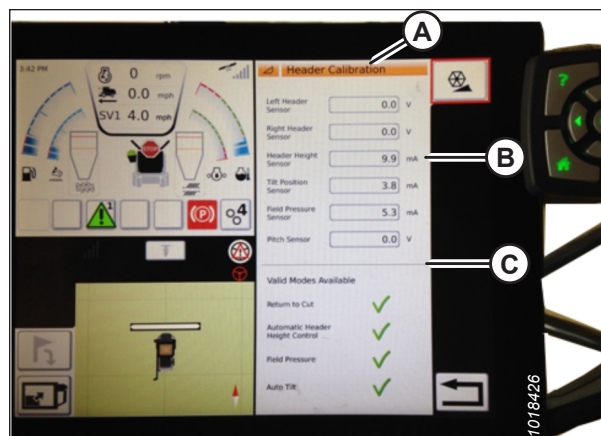 A
3:42 PM
0 rpm
0.0 mph
SV1 4.0 mph
STOP
1
(P)
4
Header Calibration
Left Header Sensor 0.0 V
Right Header Sensor 0.0 V
Header Height Sensor 9.9 mA
B
Tilt Position Sensor 3.8 mA
Field Pressure Sensor 5.3 mA
Pitch Sensor 0.0 V
C
Valid Modes Available
Return to Cut
Automatic Header Height Control ...
Field Pressure
Auto Tilt
?
1018426